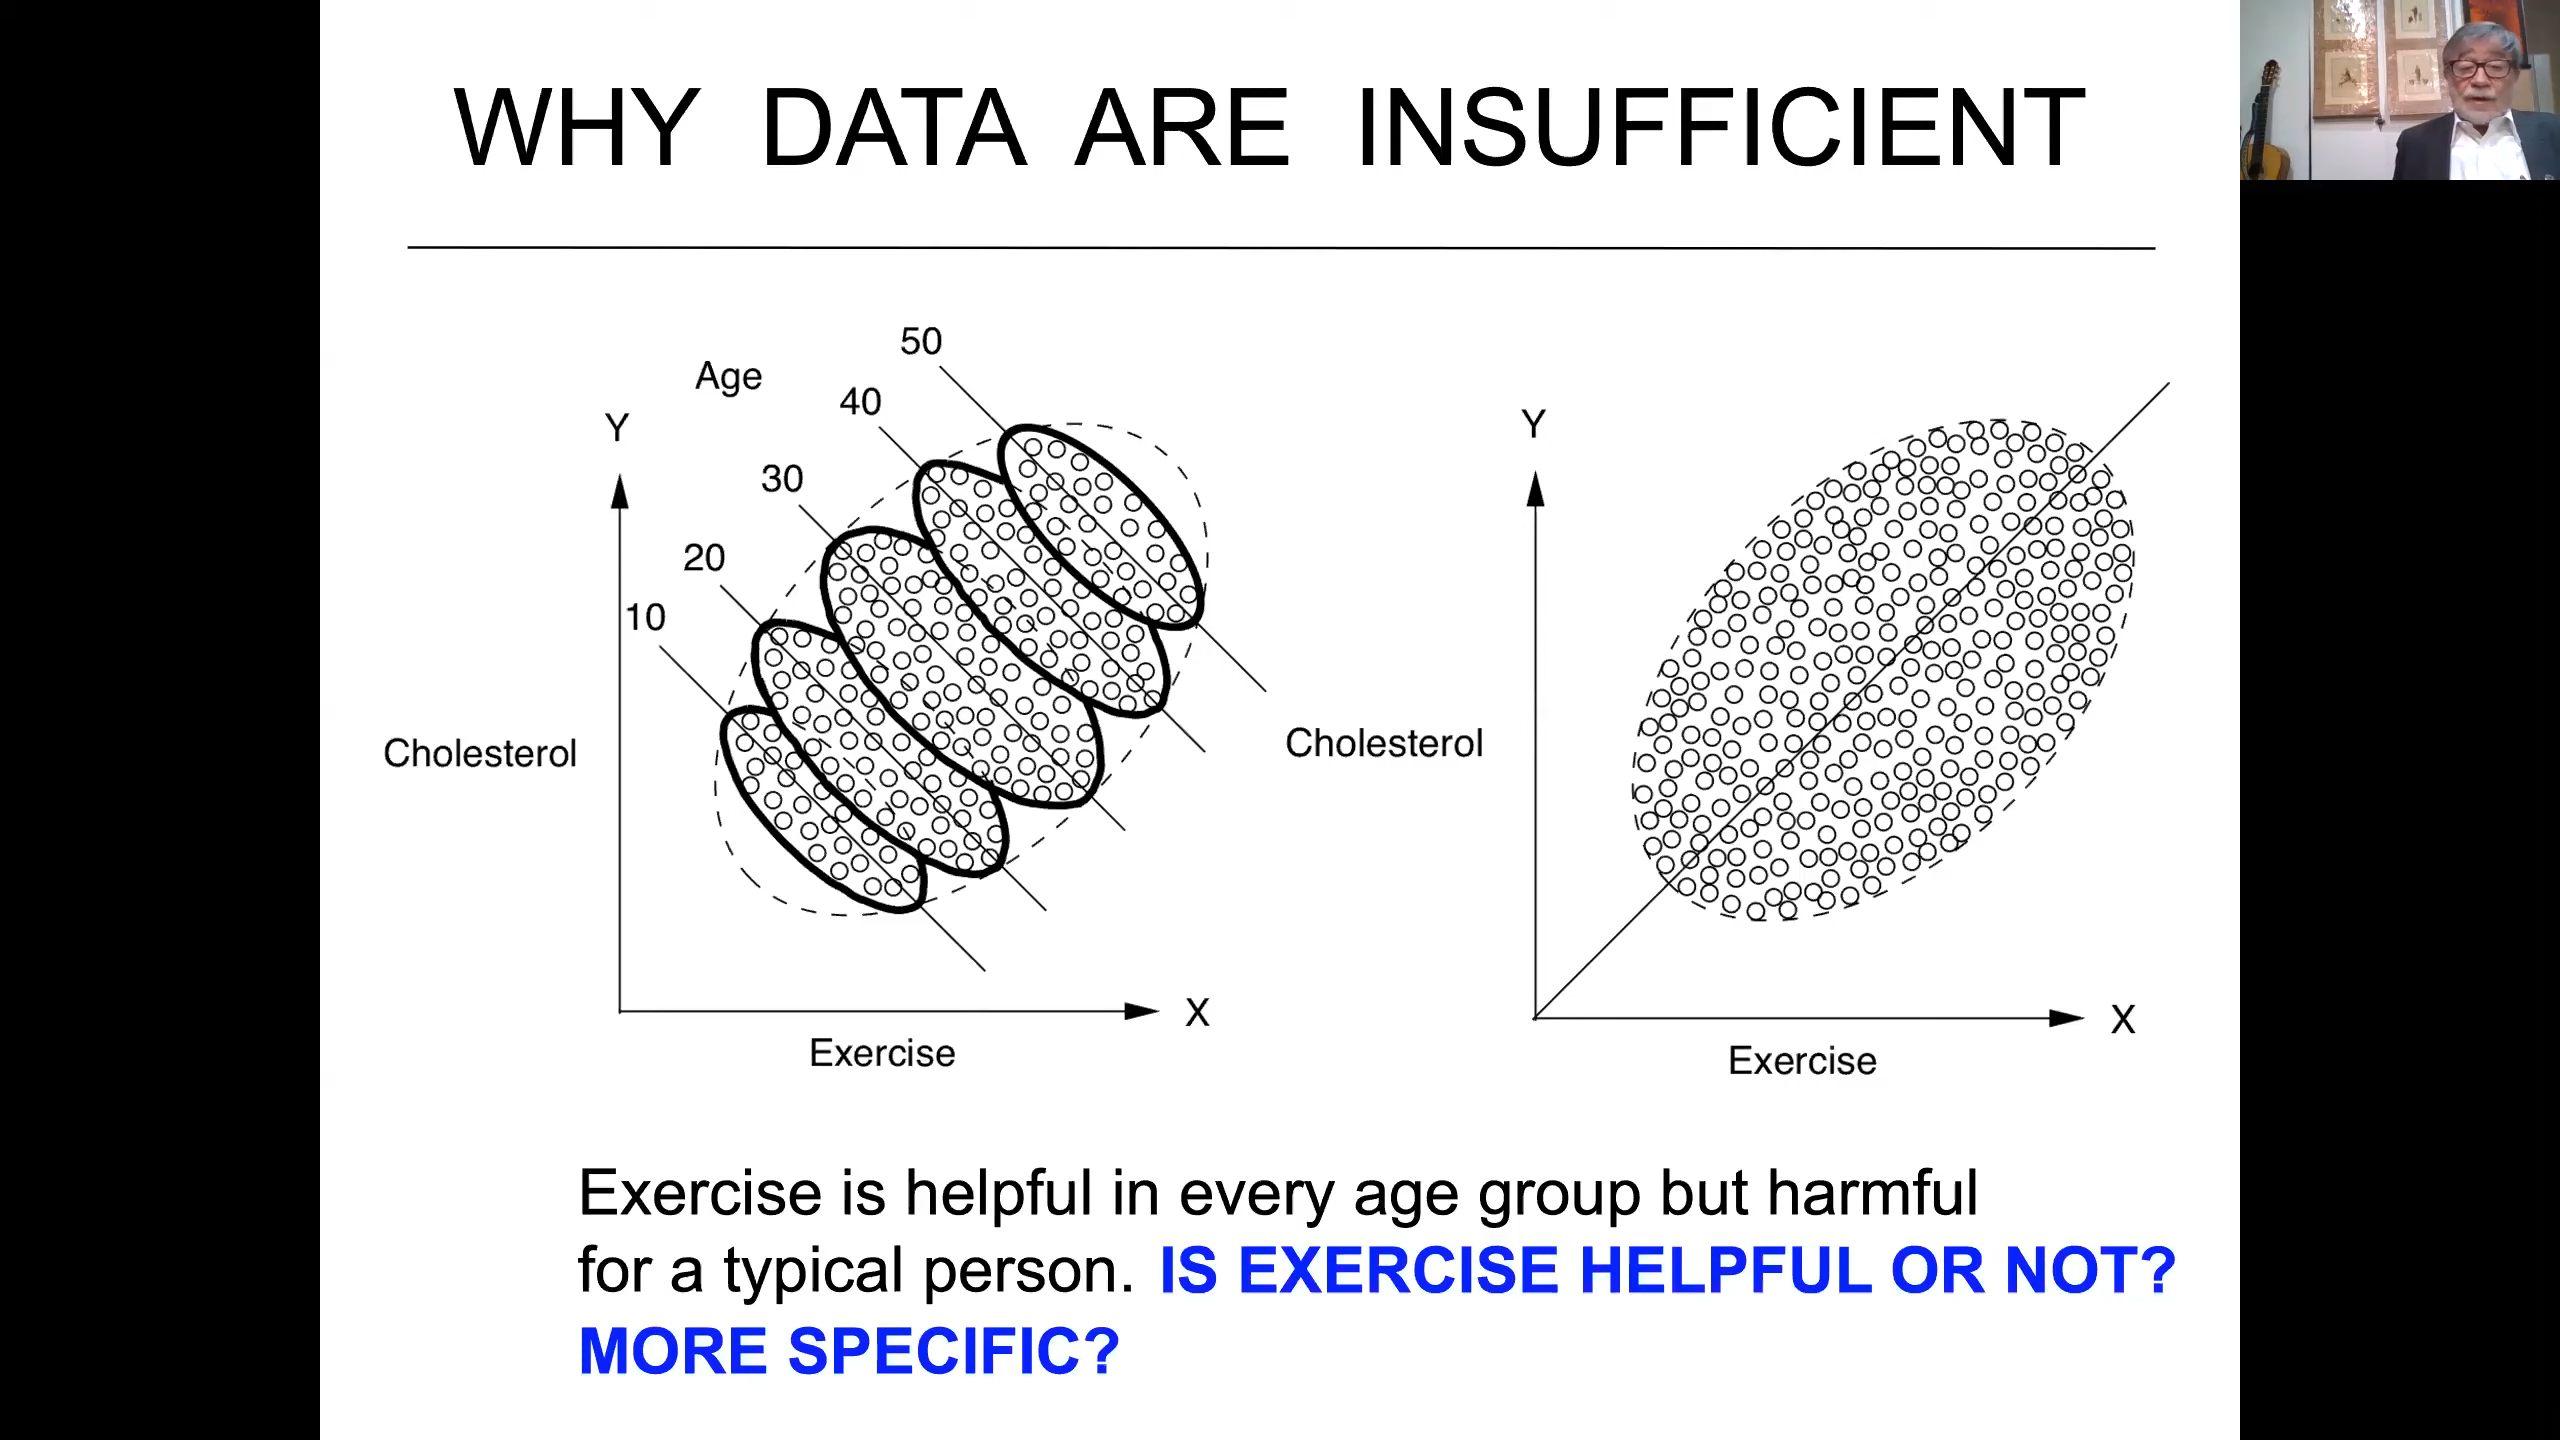 WHY DATA ARE INSUFFICIENT
Age
50
40
30
20
10
Y
Cholesterol
X
Exercise
Y
Cholesterol
X
Exercise
Exercise is helpful in every age group but harmful
for a typical person. IS EXERCISE HELPFUL OR NOT?
MORE SPECIFIC?